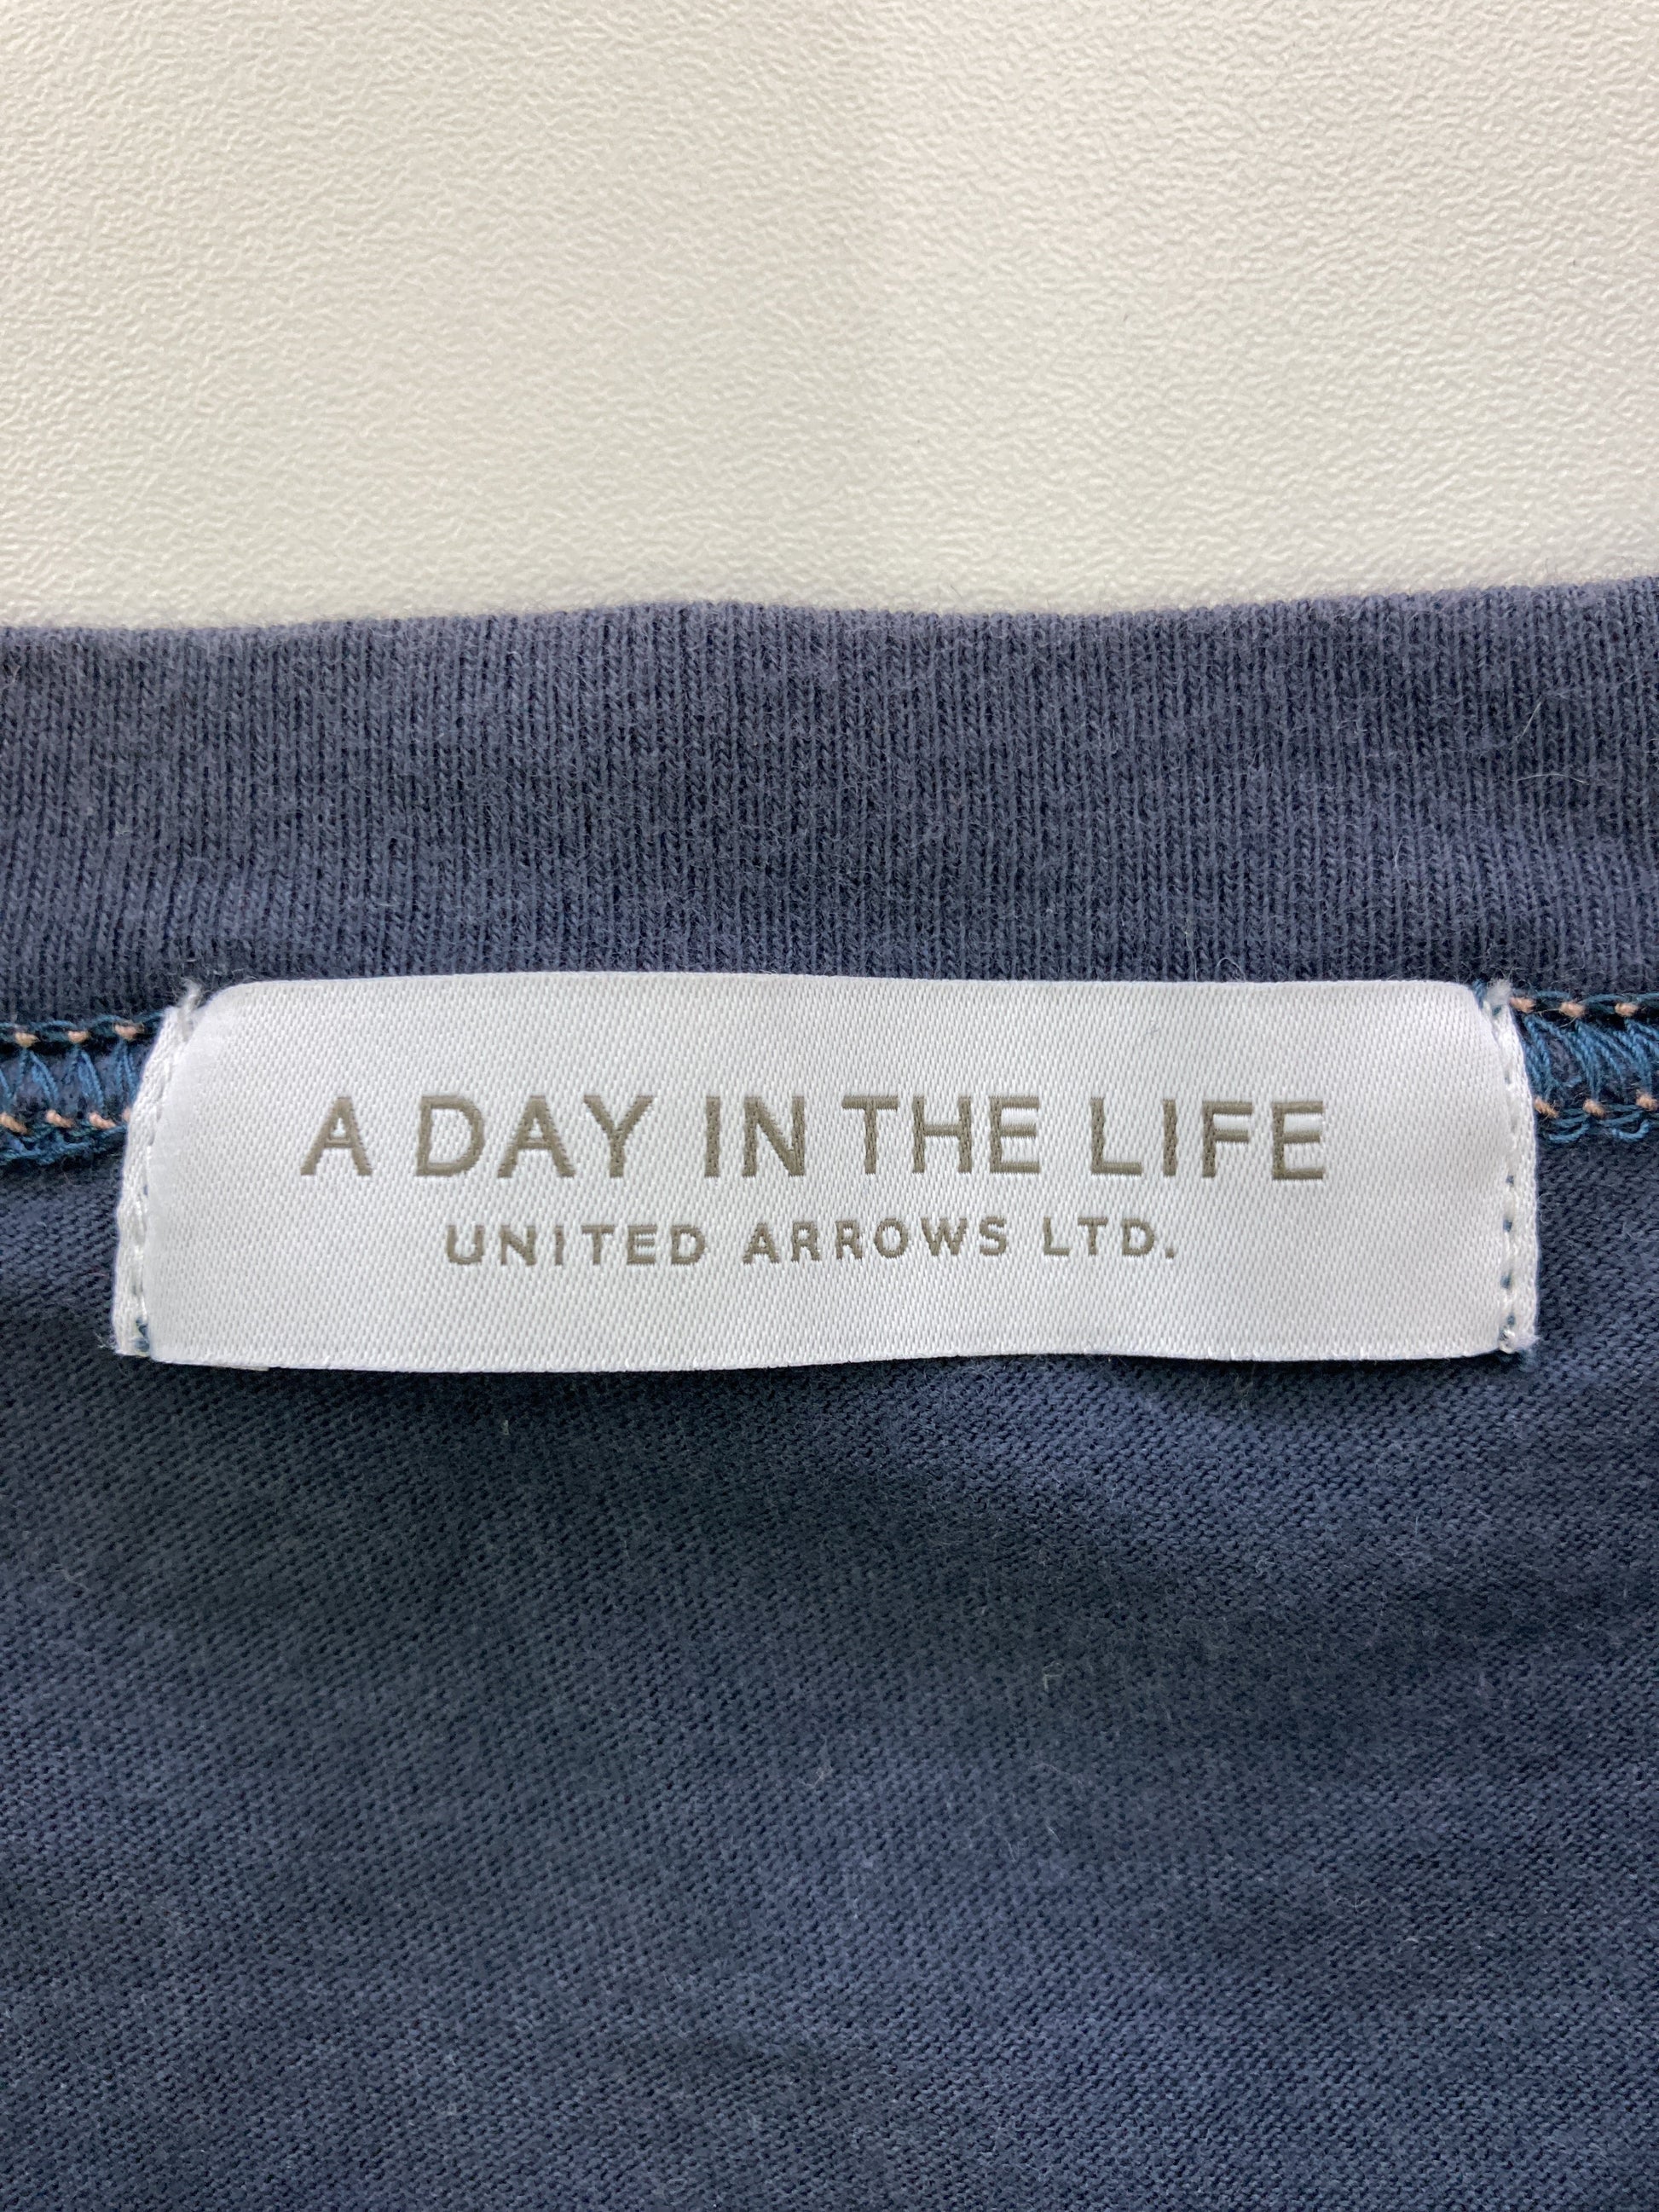 A DAY IN THE LIFE
UNITED ARROWS LTD.